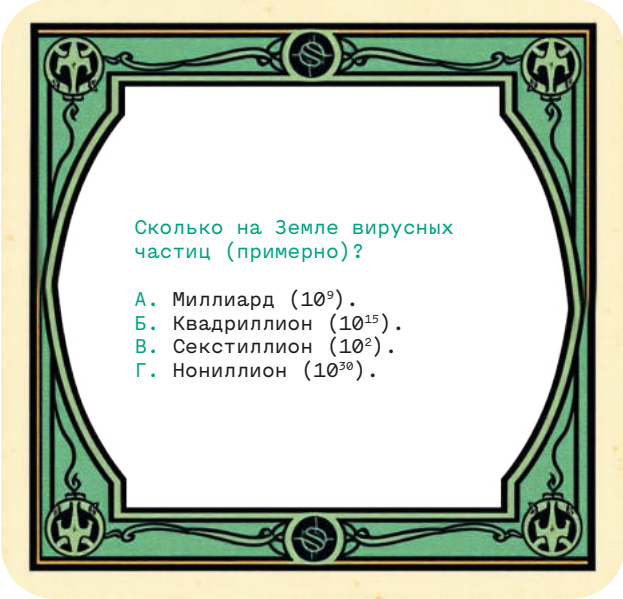 Сколько на Земле вирусных
частиц (примерно)?
А. Миллиард (10⁹).
Б. Квадриллион (10¹⁵).
В. Секстиллион (10²).
Г. Нониллион (10³⁰).